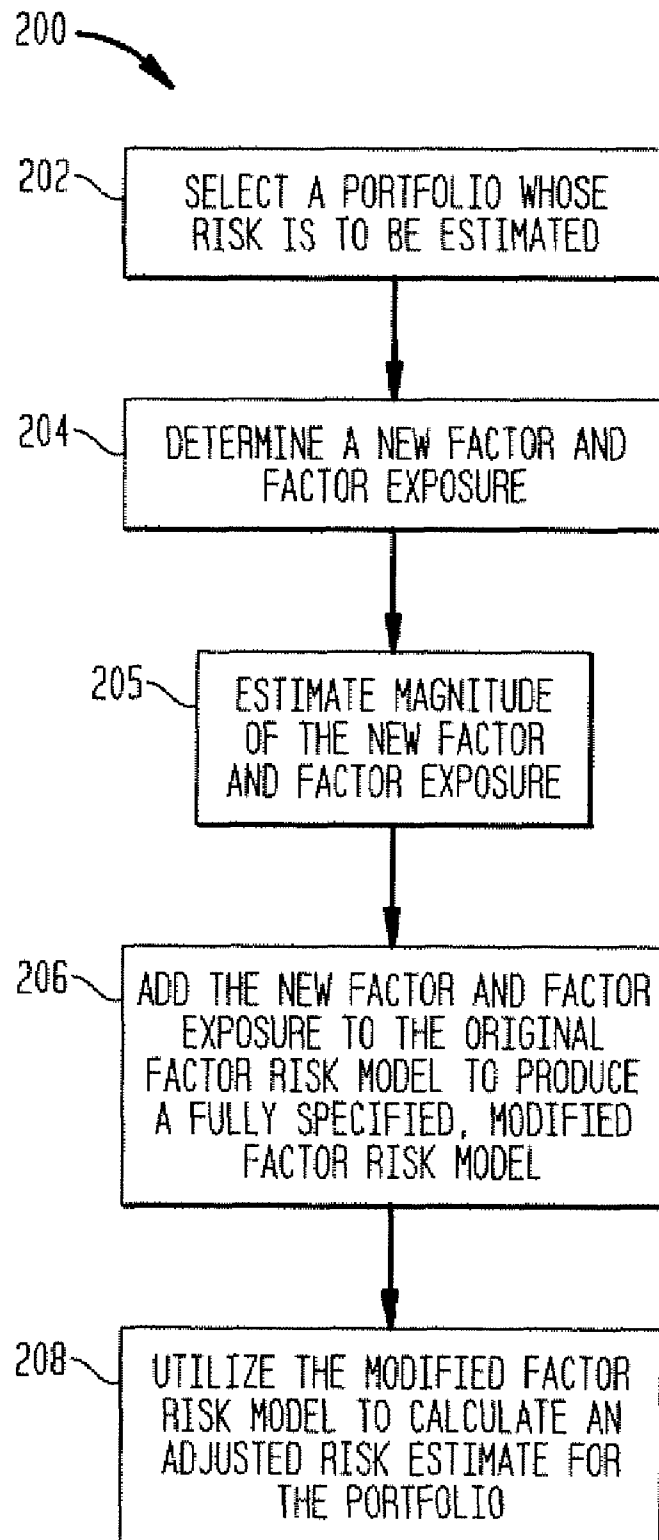 200
202
SELECT A PORTFOLIO WHOSE
RISK IS TO BE ESTIMATED
204
DETERMINE A NEW FACTOR AND
FACTOR EXPOSURE
205
ESTIMATE MAGNITUDE
OF THE NEW FACTOR
AND FACTOR EXPOSURE
206
ADD THE NEW FACTOR AND FACTOR
EXPOSURE TO THE ORIGINAL
FACTOR RISK MODEL TO PRODUCE
A FULLY SPECIFIED, MODIFIED
FACTOR RISK MODEL
208
UTILIZE THE MODIFIED FACTOR
RISK MODEL TO CALCULATE AN
ADJUSTED RISK ESTIMATE FOR
THE PORTFOLIO